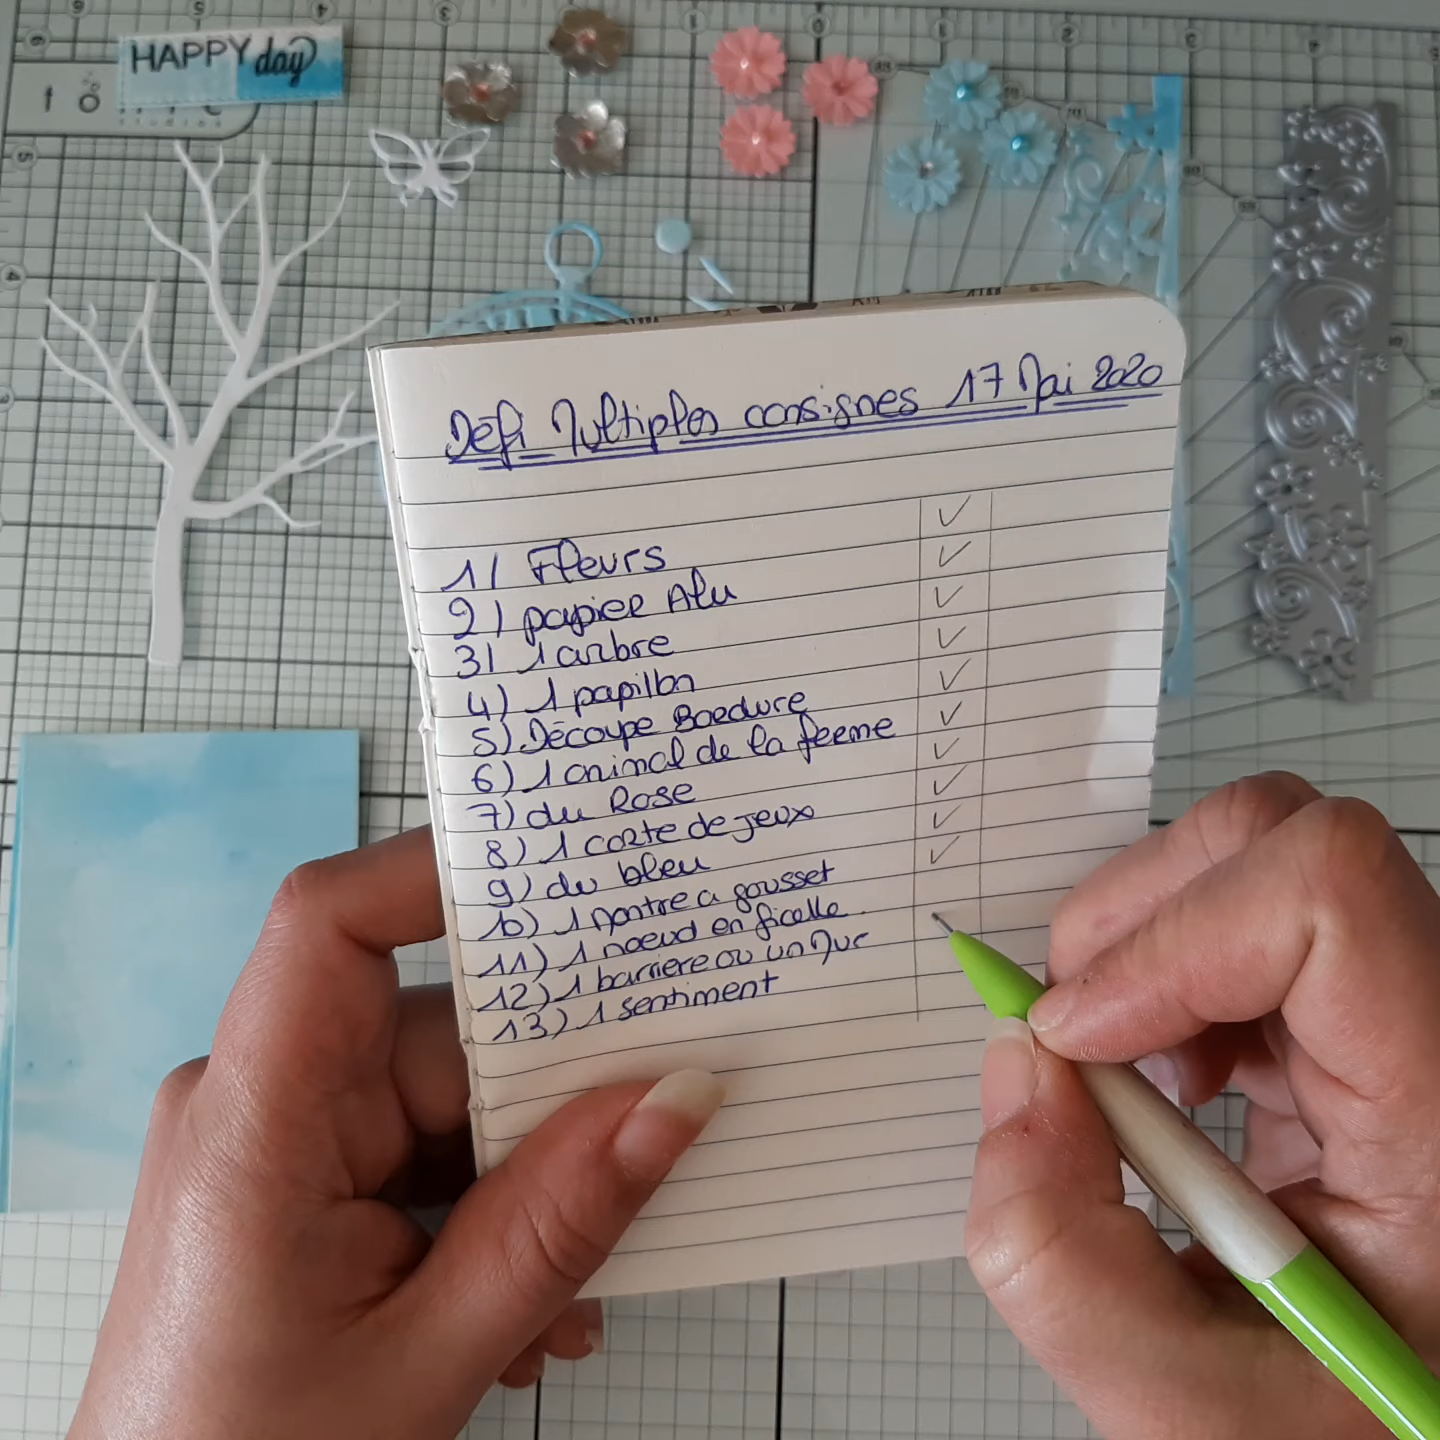 HAPPY day
Défi Multiples consignes 17 Mai 2020
1/ Fleurs
2/ papier Alu
3/ 1 arbre
4) 1 papillon
5) Découpe Bordure
6) 1 animal de la ferme
7) du Rose
8) 1 carte de jeux
9) du bleu
10) 1 Montre a gousset
11) 1 noeud en ficelle.
12) 1 barriere ou un Mur
13) 1 sentiment